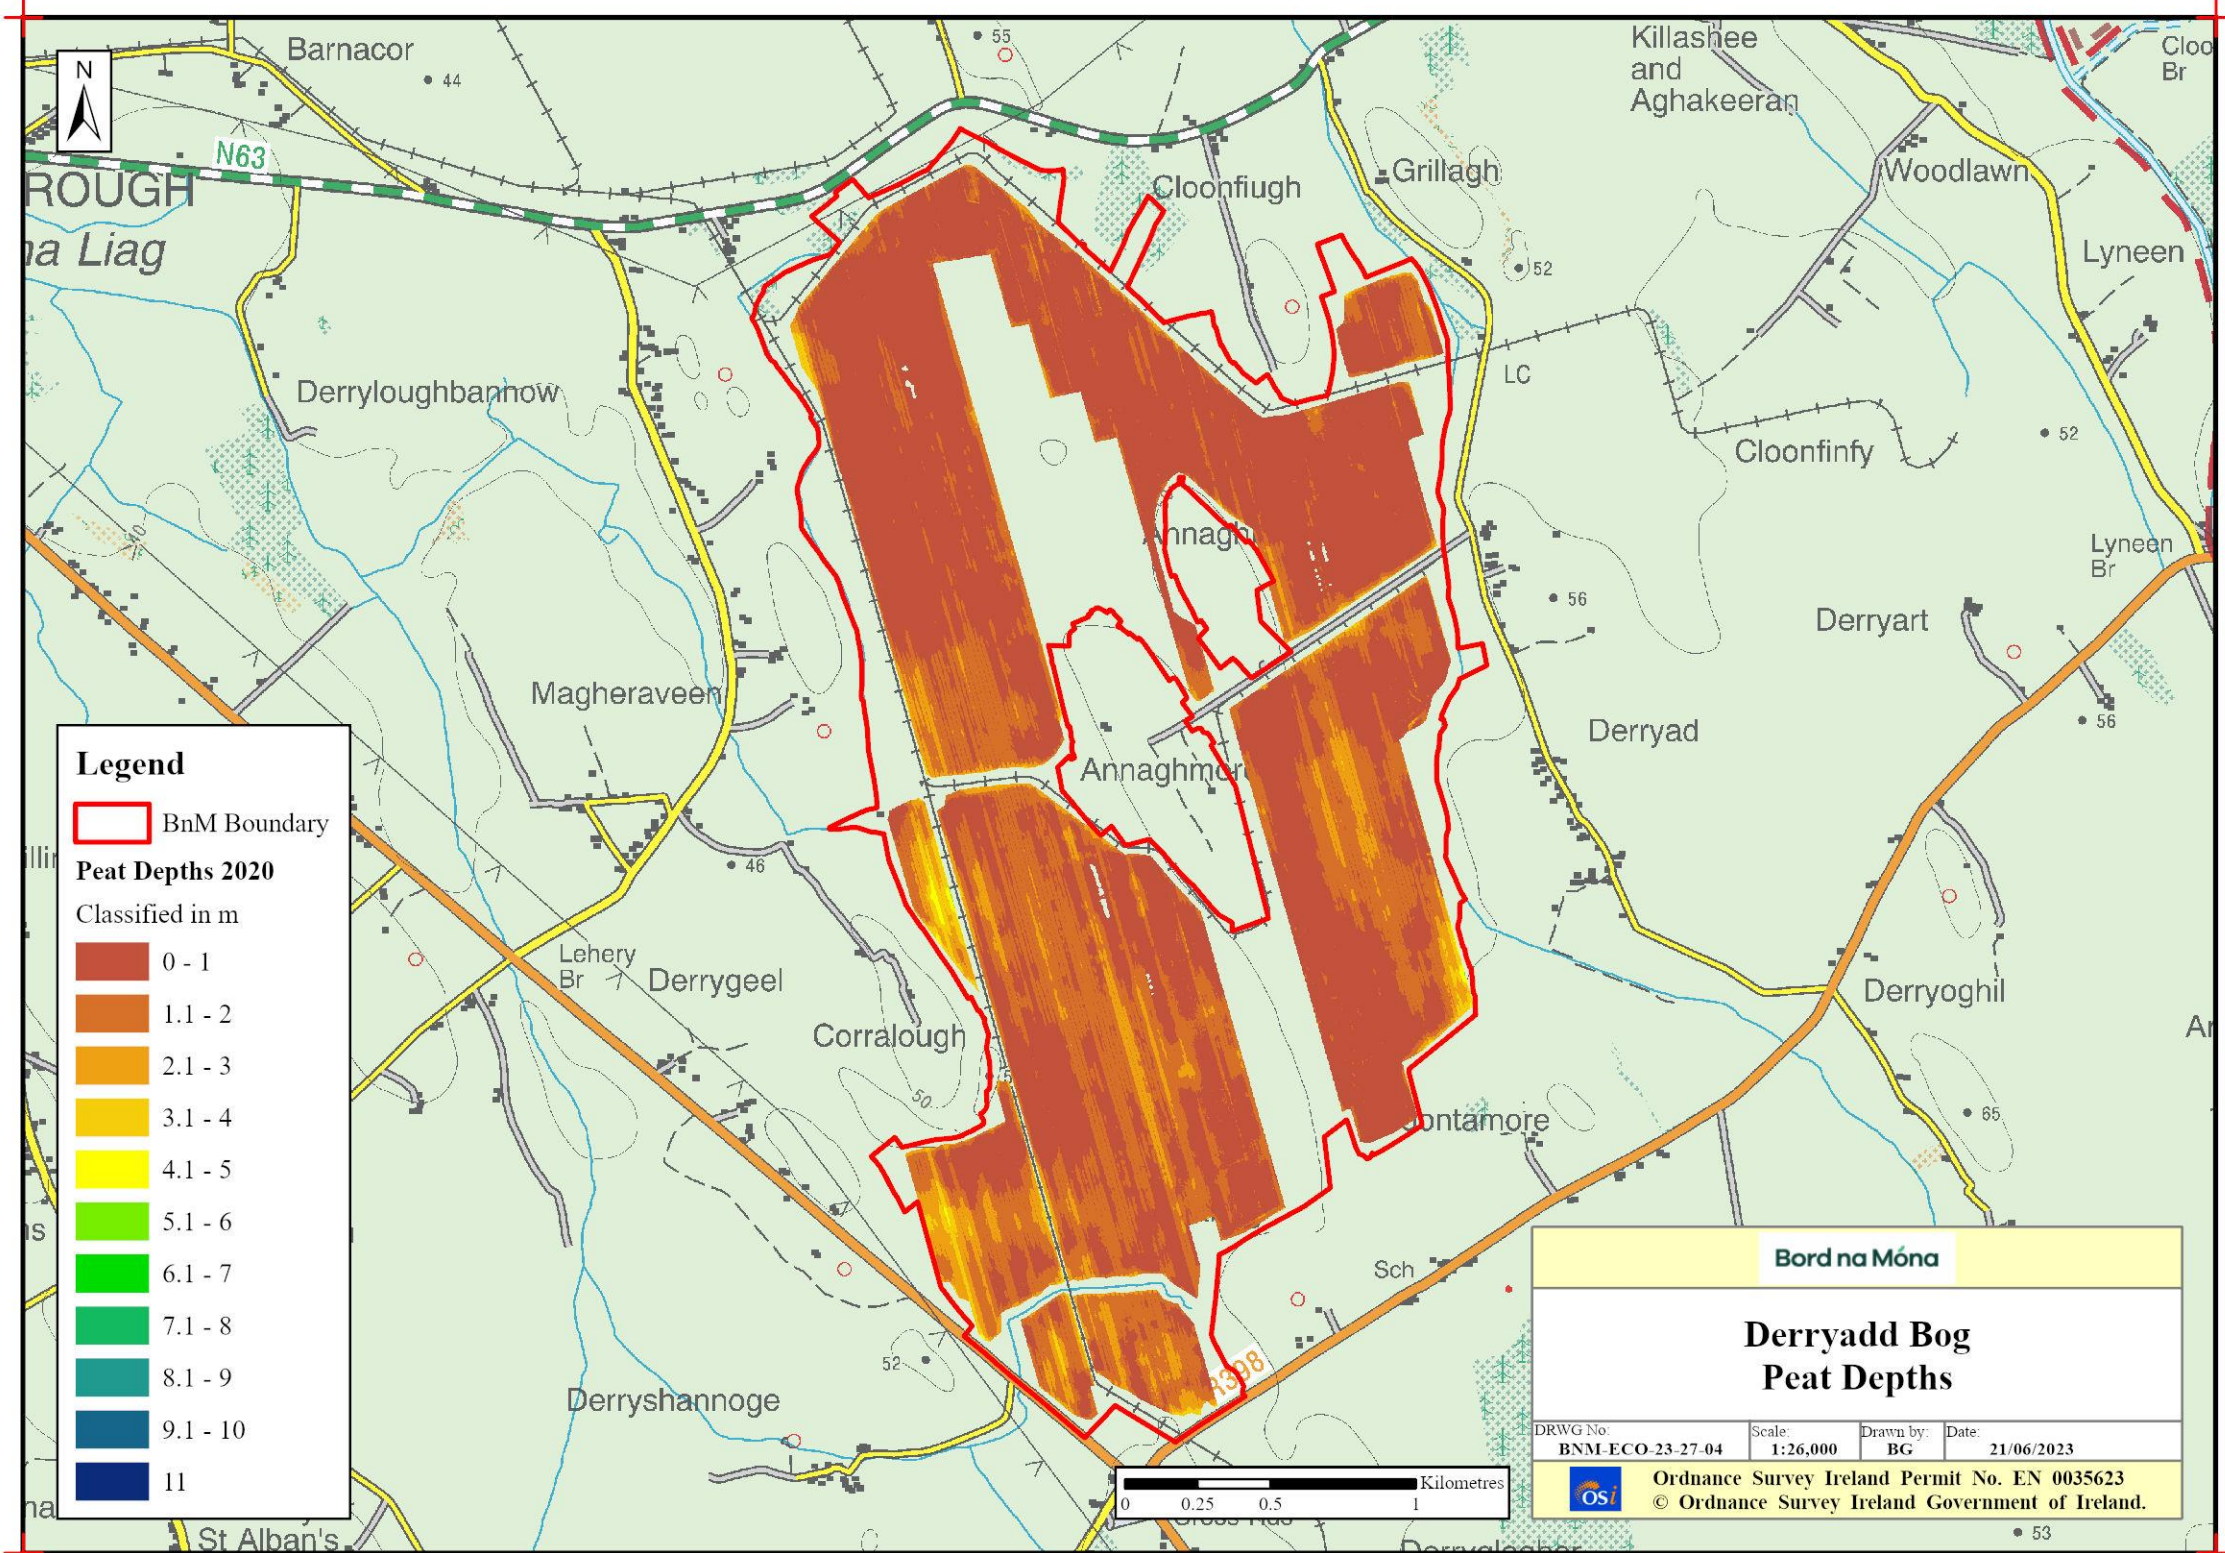 Barnacor
44
55
Killashee
and
Aghakeeran
Cloo
Br
N
N63
ROUGH
na Liag
Cloonfiugh
Grillagh
Woodlawn
52
Lyneen
Derryloughbannow
LC
Cloonfinfy
52
40
Annagh
Lyneen
Br
56
Derryart
Magheraveen
56
Derryad
Annaghmore
46
Lehery
Br
Derrygeel
Derryoghil
Corralough
Ar
50
65
47
Sch
52
R398
Derryshannoge
St Alban's
53
Legend
BnM Boundary
Peat Depths 2020
Classified in m
0 - 1
1.1 - 2
2.1 - 3
3.1 - 4
4.1 - 5
5.1 - 6
6.1 - 7
7.1 - 8
8.1 - 9
9.1 - 10
11
Kilometres
0 0.25 0.5 1
Bord na Móna
Derryadd Bog
Peat Depths
DRWG No: Scale: Drawn by: Date:
BNM-ECO-23-27-04 1:26,000 BG 21/06/2023
OSi
Ordnance Survey Ireland Permit No. EN 0035623
© Ordnance Survey Ireland Government of Ireland.